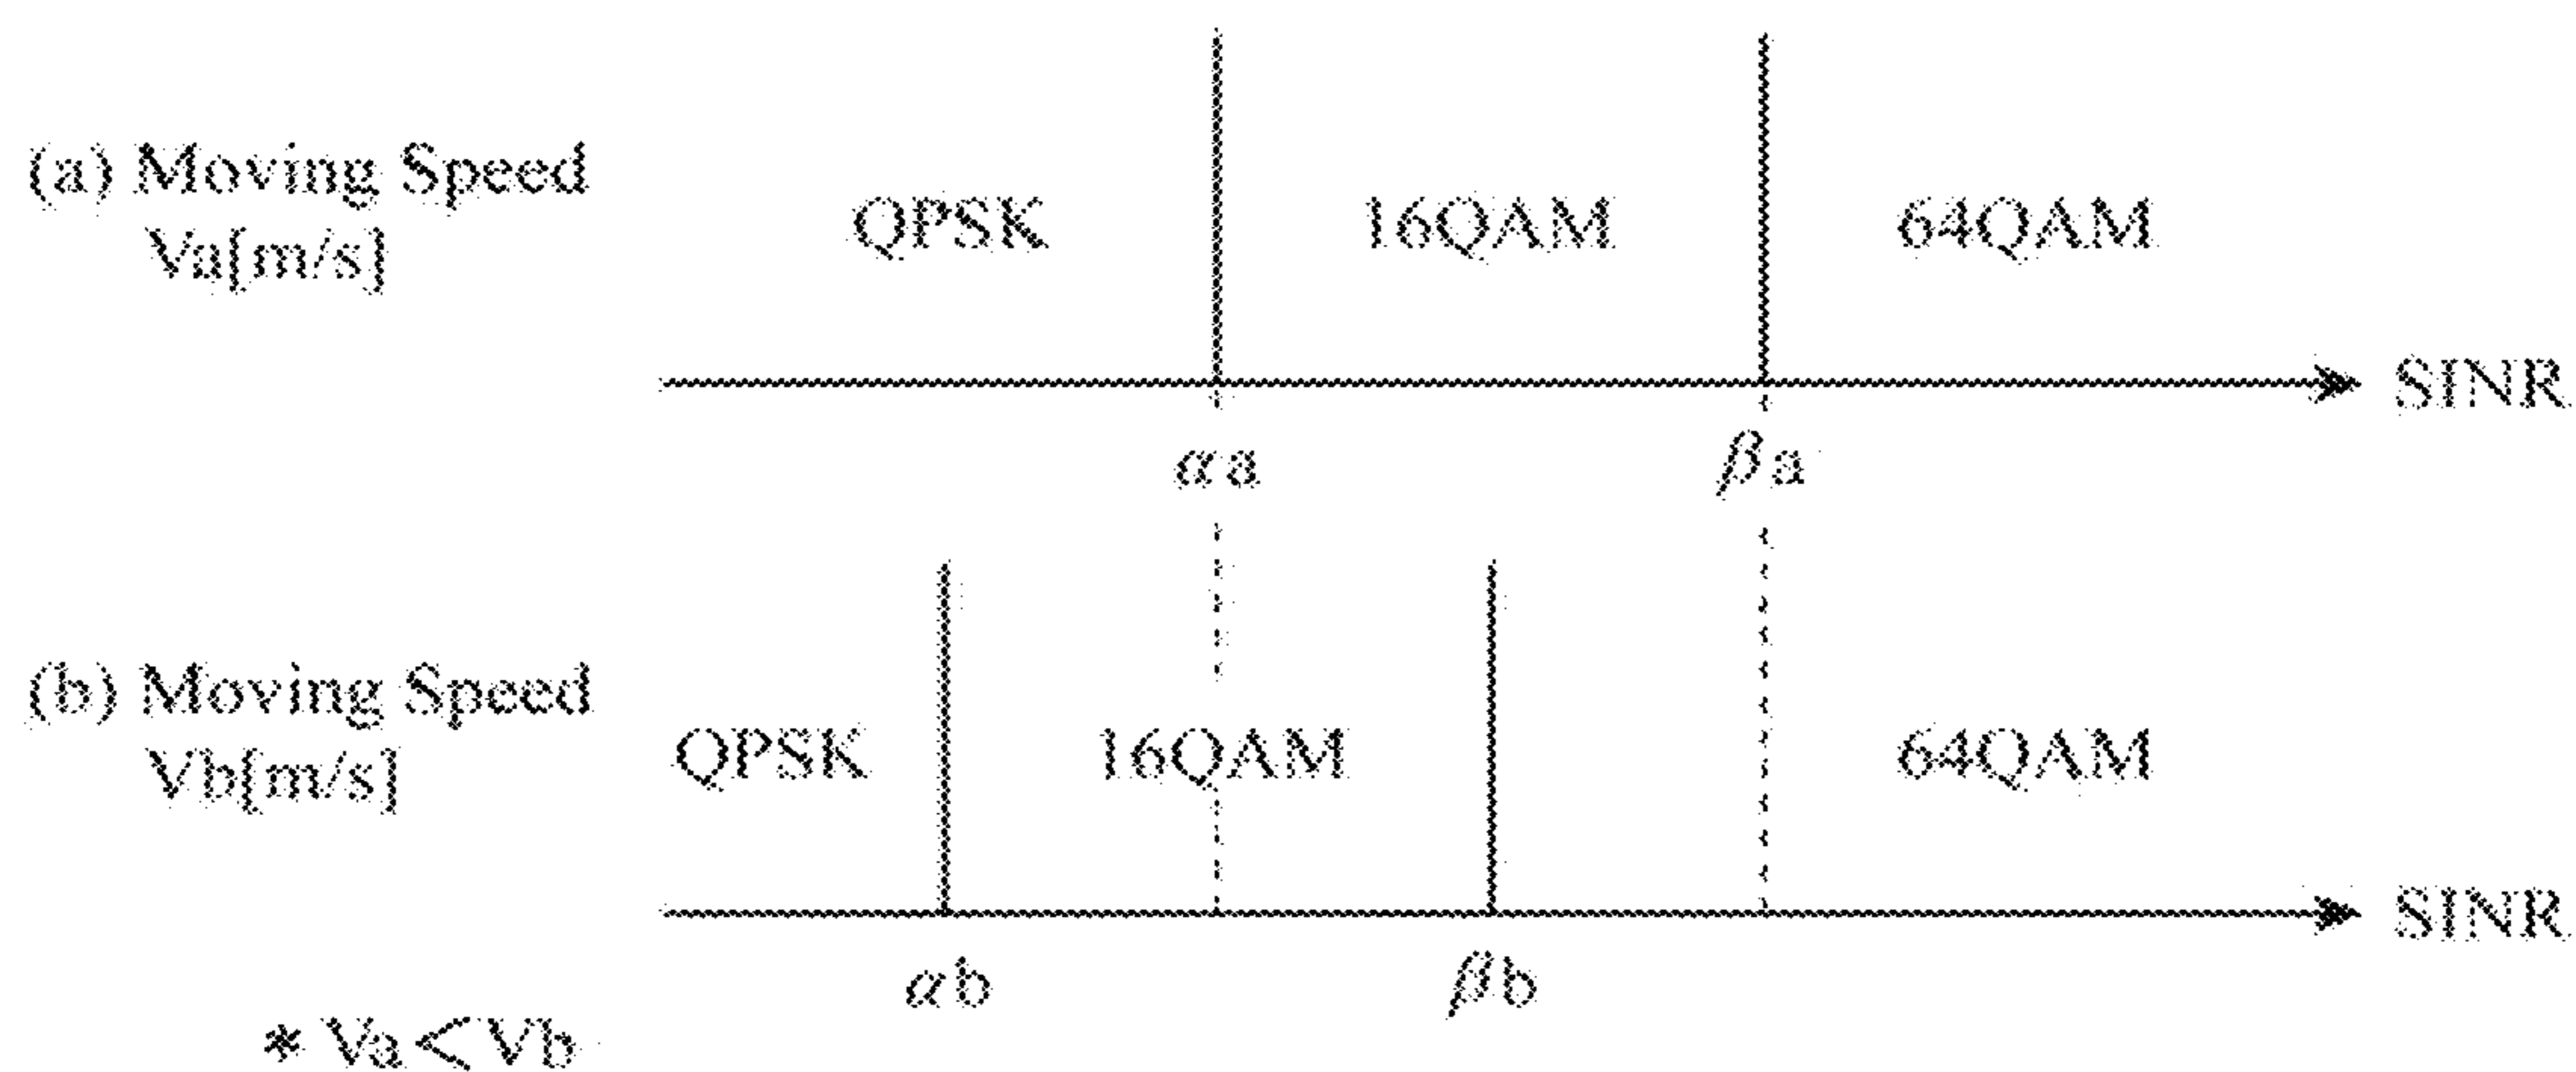 (a) Moving Speed
Va[m/s]
QPSK 16QAM 64QAM
SINR
αa βa
(b) Moving Speed
Vb[m/s]
QPSK 16QAM 64QAM
SINR
αb βb
* Va<Vb